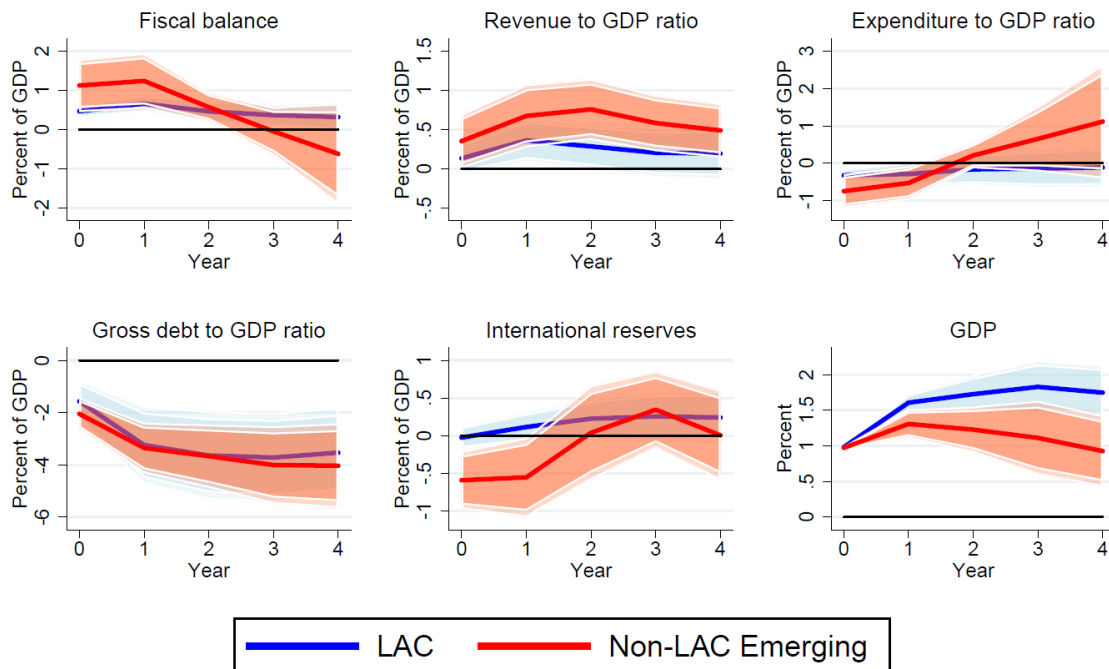 Fiscal balance
Percent of GDP
2
1
0
-1
-2
0 1 2 3 4
Year
Revenue to GDP ratio
Percent of GDP
1.5
1
.5
0
-.5
0 1 2 3 4
Year
Expenditure to GDP ratio
Percent of GDP
3
2
1
0
-1
0 1 2 3 4
Year
Gross debt to GDP ratio
Percent of GDP
0
-2
-4
-6
0 1 2 3 4
Year
International reserves
Percent of GDP
1
.5
0
-.5
-1
0 1 2 3 4
Year
GDP
Percent
2
1.5
1
.5
0
0 1 2 3 4
Year
LAC
Non-LAC Emerging